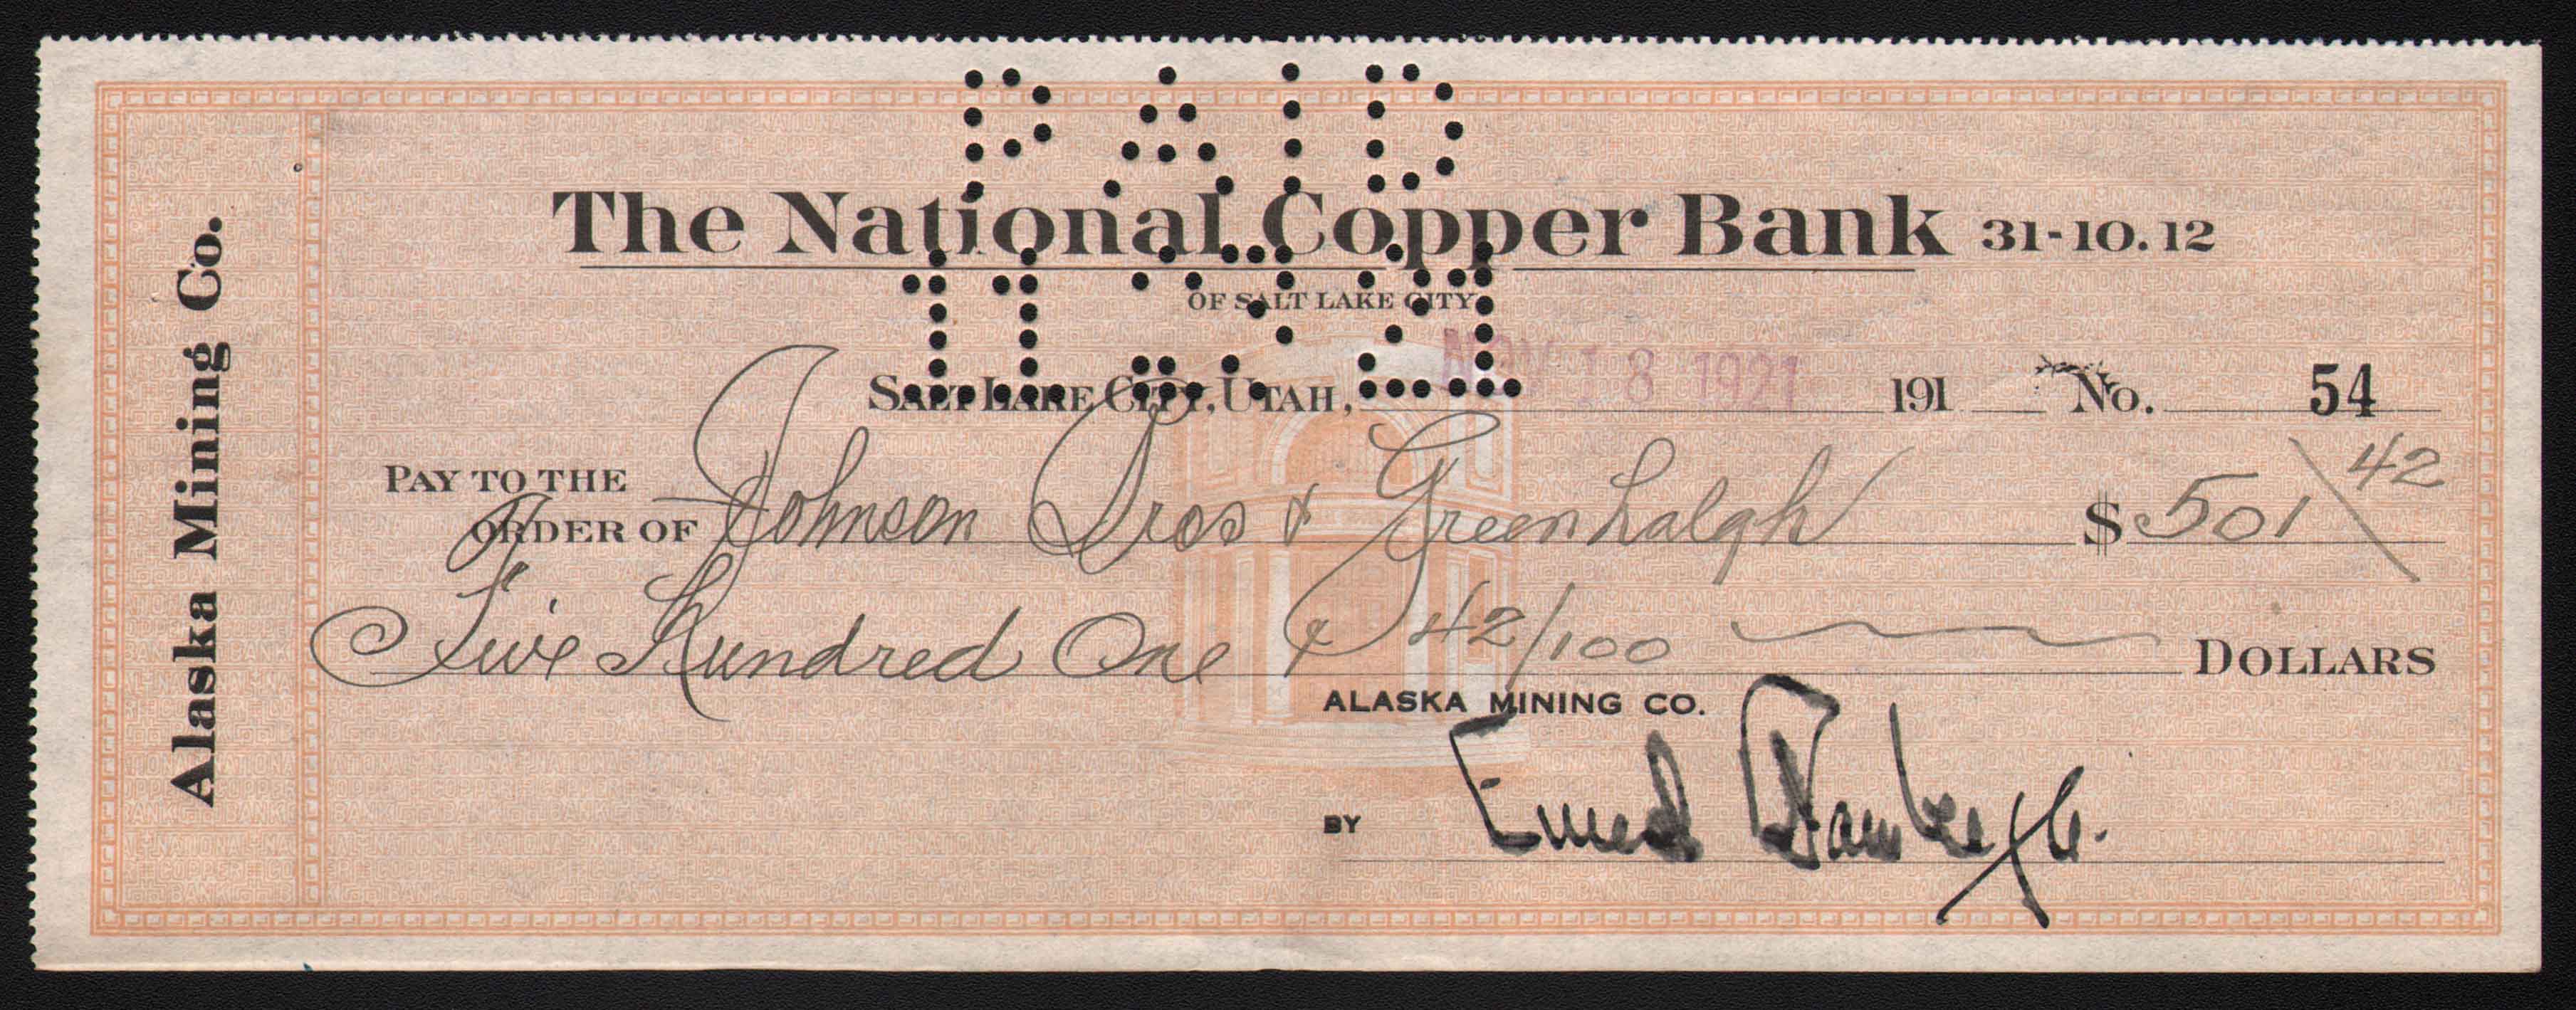 PAID
The National Copper Bank 31-10.12
OF SALT LAKE CITY
NOV 18 1921
SALT LAKE CITY, UTAH, 191 No. 54
PAY TO THE ORDER OF Johnson Bros & Greenhalgh $ 501 42
Five Hundred One & 42/100 DOLLARS
ALASKA MINING CO.
BY Ernest Bamberger
Alaska Mining Co.